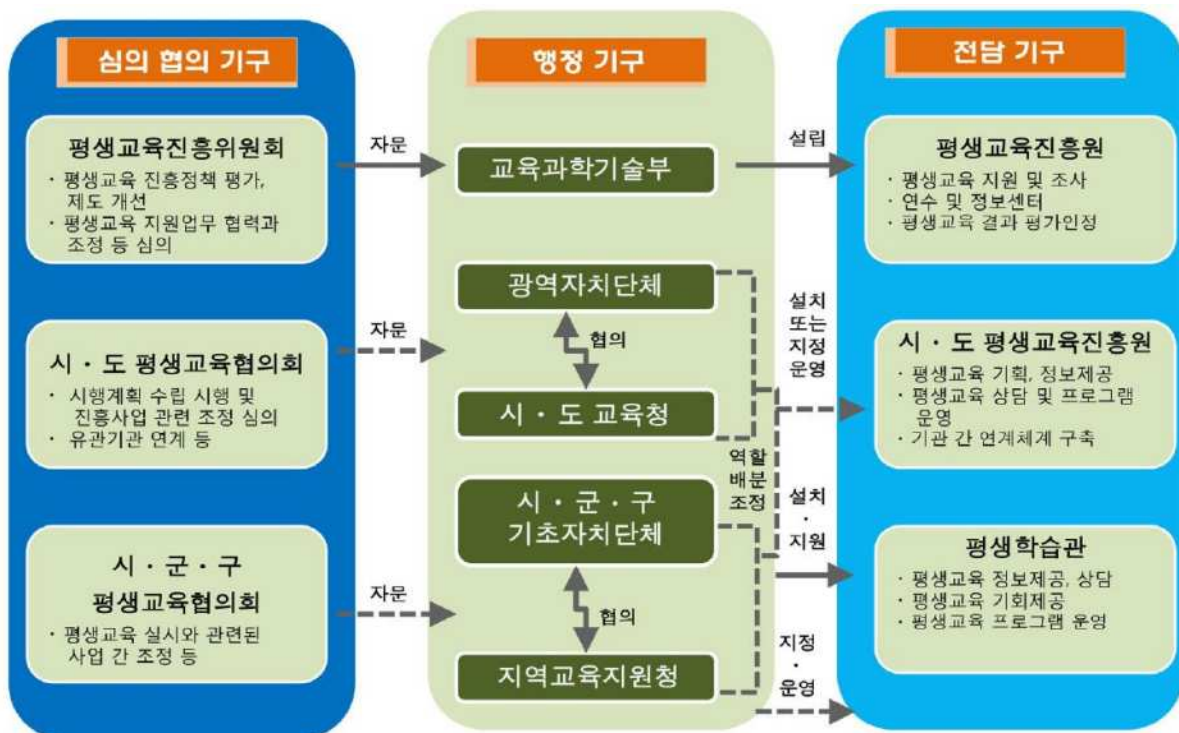 심의 협의 기구
평생교육진흥위원회
· 평생교육 진흥정책 평가,
제도 개선
· 평생교육 지원업무 협력과
조정 등 심의
시 · 도 평생교육협의회
· 시행계획 수립 시행 및
진흥사업 관련 조정 심의
· 유관기관 연계 등
시 · 군 · 구
평생교육협의회
· 평생교육 실시와 관련된
사업 간 조정 등
자문
자문
자문
행정 기구
교육과학기술부
광역자치단체
협의
시 · 도 교육청
시 · 군 · 구
기초자치단체
협의
지역교육지원청
설립
설치
또는
지정
운영
역할
배분
조정
설치
·
지원
지정
·
운영
전담 기구
평생교육진흥원
· 평생교육 지원 및 조사
· 연수 및 정보센터
· 평생교육 결과 평가인정
시 · 도 평생교육진흥원
· 평생교육 기획, 정보제공
· 평생교육 상담 및 프로그램
운영
· 기관 간 연계체계 구축
평생학습관
· 평생교육 정보제공, 상담
· 평생교육 기회제공
· 평생교육 프로그램 운영